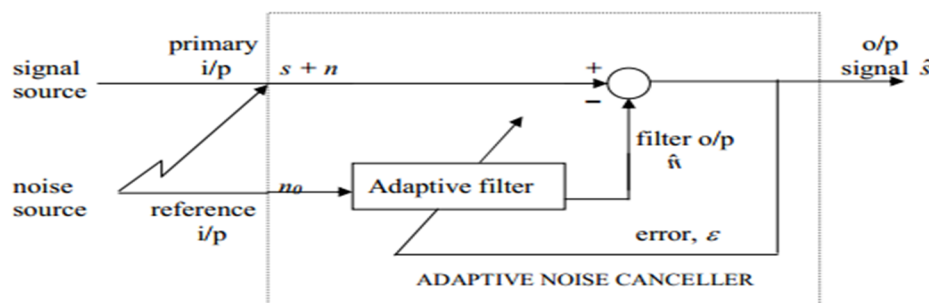 primary
i/p
s + n
signal
source
+
−
o/p
signal ŝ
filter o/p
n̂
noise
source
n₀
Adaptive filter
reference
i/p
error, ε
ADAPTIVE NOISE CANCELLER